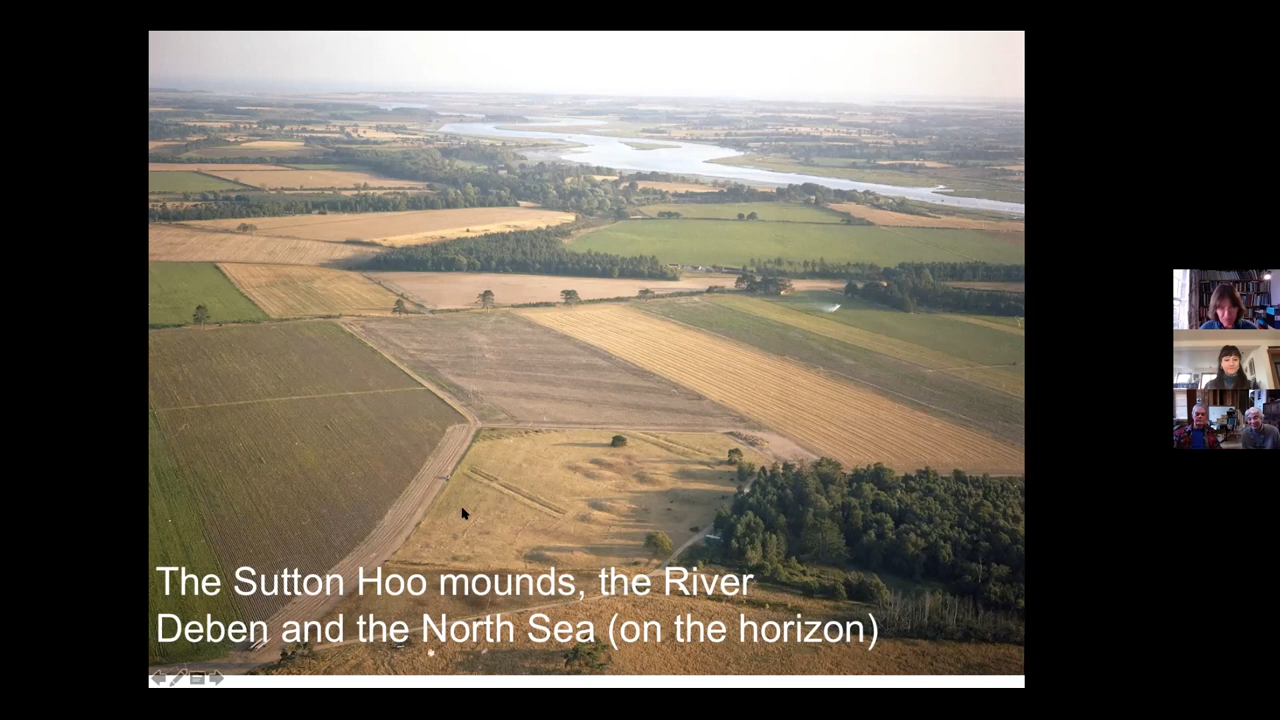 The Sutton Hoo mounds, the River
Deben and the North Sea (on the horizon)